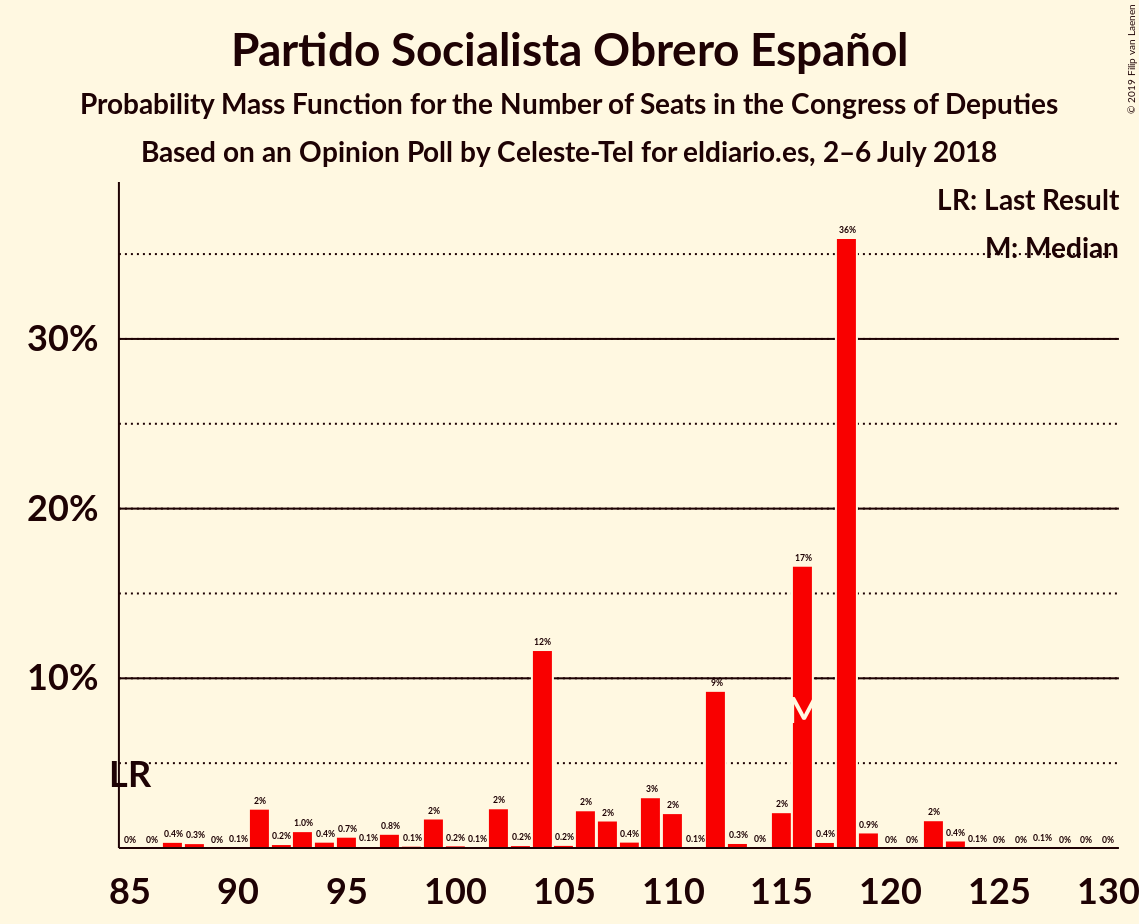 © 2019 Filip van Laenen
Partido Socialista Obrero Español
Probability Mass Function for the Number of Seats in the Congress of Deputies
Based on an Opinion Poll by Celeste-Tel for eldiario.es, 2–6 July 2018
LR: Last Result
M: Median
30%
20%
10%
LR
M
0% 0% 0.4% 0.3% 0% 0.1% 2% 0.2% 1.0% 0.4% 0.7% 0.1% 0.8% 0.1% 2% 0.2% 0.1% 2% 0.2% 12% 0.2% 2% 2% 0.4% 3% 2% 0.1% 9% 0.3% 0% 2% 17% 0.4% 36% 0.9% 0% 0% 2% 0.4% 0.1% 0% 0% 0.1% 0% 0% 0%
85 90 95 100 105 110 115 120 125 130